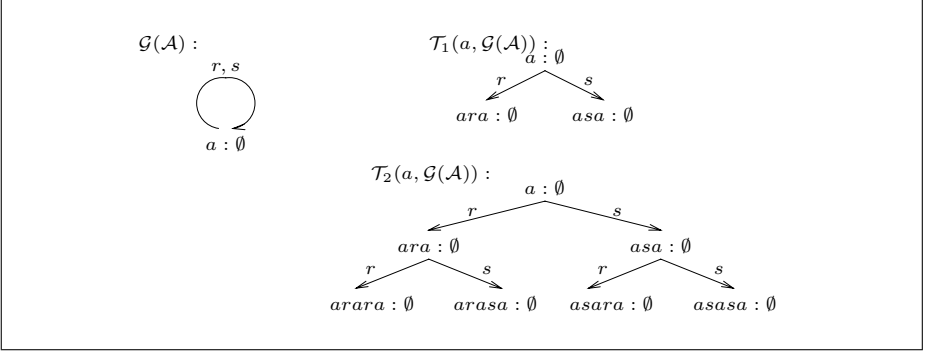 𝒢(𝒜) :
r, s
a : ∅
𝒯₁(a, 𝒢(𝒜)) :
a : ∅
r s
ara : ∅ asa : ∅
𝒯₂(a, 𝒢(𝒜)) :
a : ∅
r s
ara : ∅ asa : ∅
r s r s
arara : ∅ arasa : ∅ asara : ∅ asasa : ∅